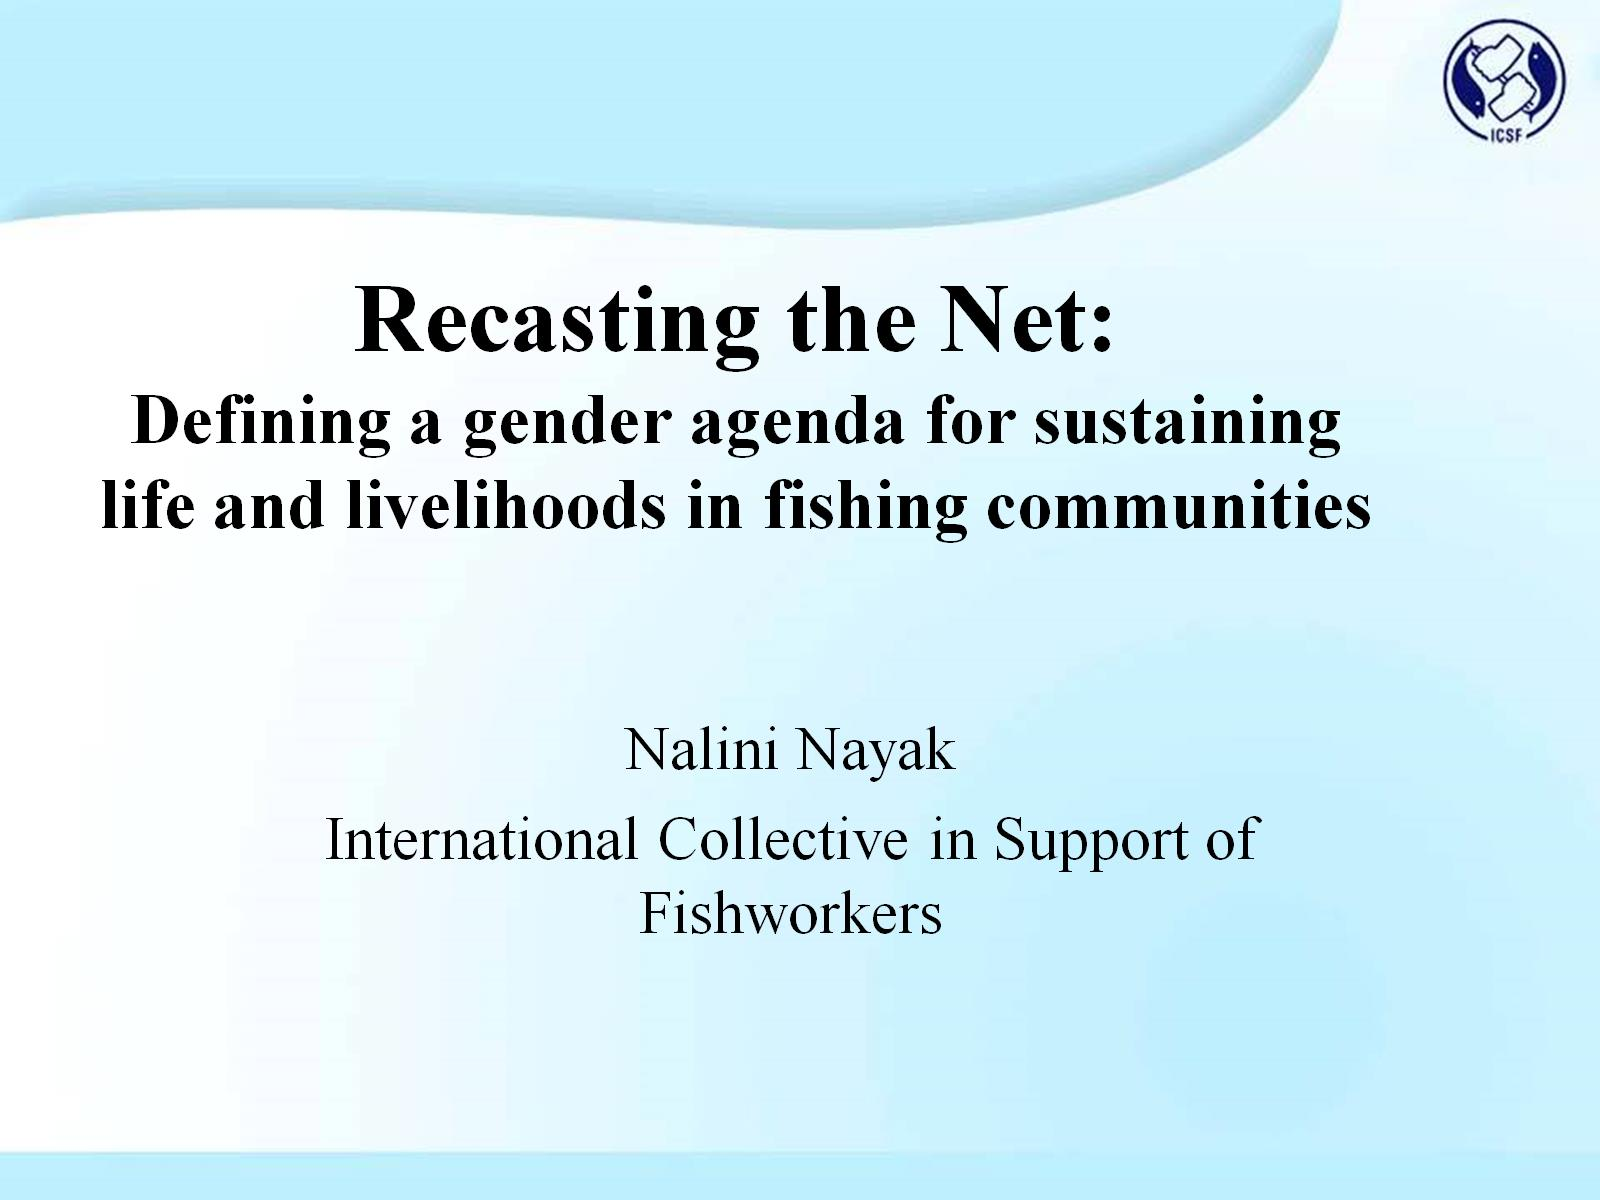 ICSF
Recasting the Net:
Defining a gender agenda for sustaining
life and livelihoods in fishing communities
Nalini Nayak
International Collective in Support of
Fishworkers